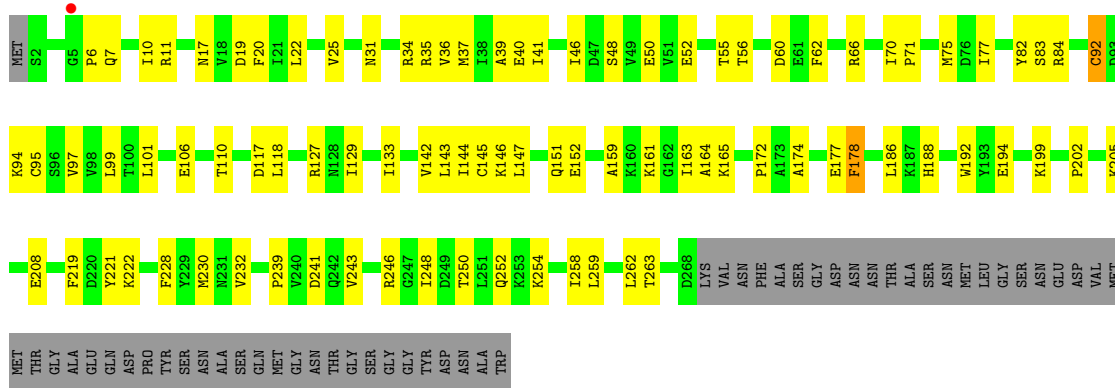 MET S2 G5 P6 Q7 I10 R11 N17 V18 D19 F20 I21 L22 V25 N31 R34 R35 V36 M37 I38 A39 E40 I41 I46 D47 S48 V49 E50 V51 E52 T55 T56 D60 E61 F62 R66 I70 P71 M75 D76 I77 Y82 S83 R84 C92 D93
K94 C95 S96 V97 V98 L99 T100 L101 E106 T110 D117 L118 R127 N128 I129 I133 V142 L143 I144 C145 K146 L147 Q151 E152 A159 K160 K161 G162 I163 A164 K165 P172 A173 A174 E177 F178 L186 K187 H188 W192 Y193 E194 K199 P202 K205
E208 F219 D220 Y221 K222 F228 Y229 M230 N231 V232 P239 V240 D241 Q242 V243 R246 G247 I248 D249 T250 L251 Q252 K253 K254 I258 L259 L262 T263 D268 LYS VAL ASN PHE ALA SER GLY ASP ASN ASN THR ALA SER ASN MET LEU GLY SER ASN GLU ASP VAL MET
MET THR GLY ALA GLU GLN ASP PRO TYR SER ASN ALA SER GLN MET GLY ASN THR GLY SER GLY GLY TYR ASP ASN ALA TRP